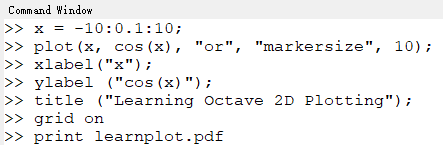 Command Window
>> x = -10:0.1:10;
>> plot(x, cos(x), "or", "markersize", 10);
>> xlabel("x");
>> ylabel ("cos(x)");
>> title ("Learning Octave 2D Plotting");
>> grid on
>> print learnplot.pdf